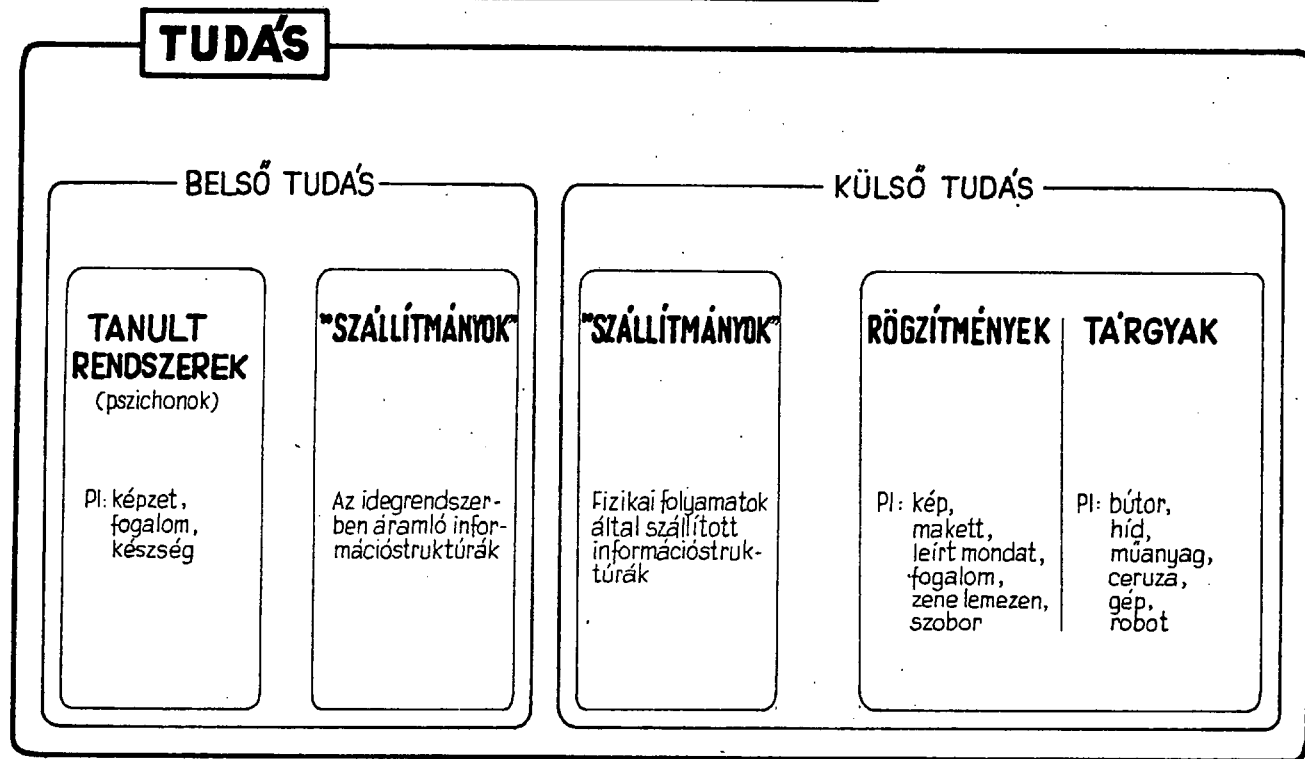 TUDÁS
BELSŐ TUDÁS
TANULT
RENDSZEREK
(pszichonok)
Pl: képzet,
fogalom,
készség
"SZÁLLÍTMÁNYOK"
Az idegrendszer-
ben áramló infor-
mációstruktúrák
KÜLSŐ TUDÁS
"SZÁLLÍTMÁNYOK"
Fizikai folyamatok
által szállított
információstruk-
túrák
RÖGZÍTMÉNYEK
Pl: kép,
makett,
leírt mondat,
fogalom,
zene lemezen,
szobor
TÁRGYAK
Pl: bútor,
híd,
műanyag,
ceruza,
gép,
robot